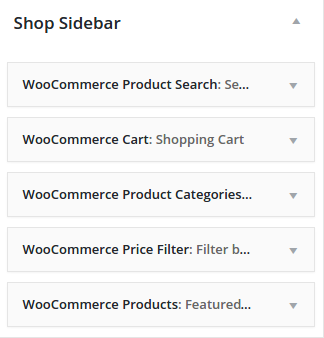 Shop Sidebar
WooCommerce Product Search: Se...
WooCommerce Cart: Shopping Cart
WooCommerce Product Categories...
WooCommerce Price Filter: Filter b...
WooCommerce Products: Featured...